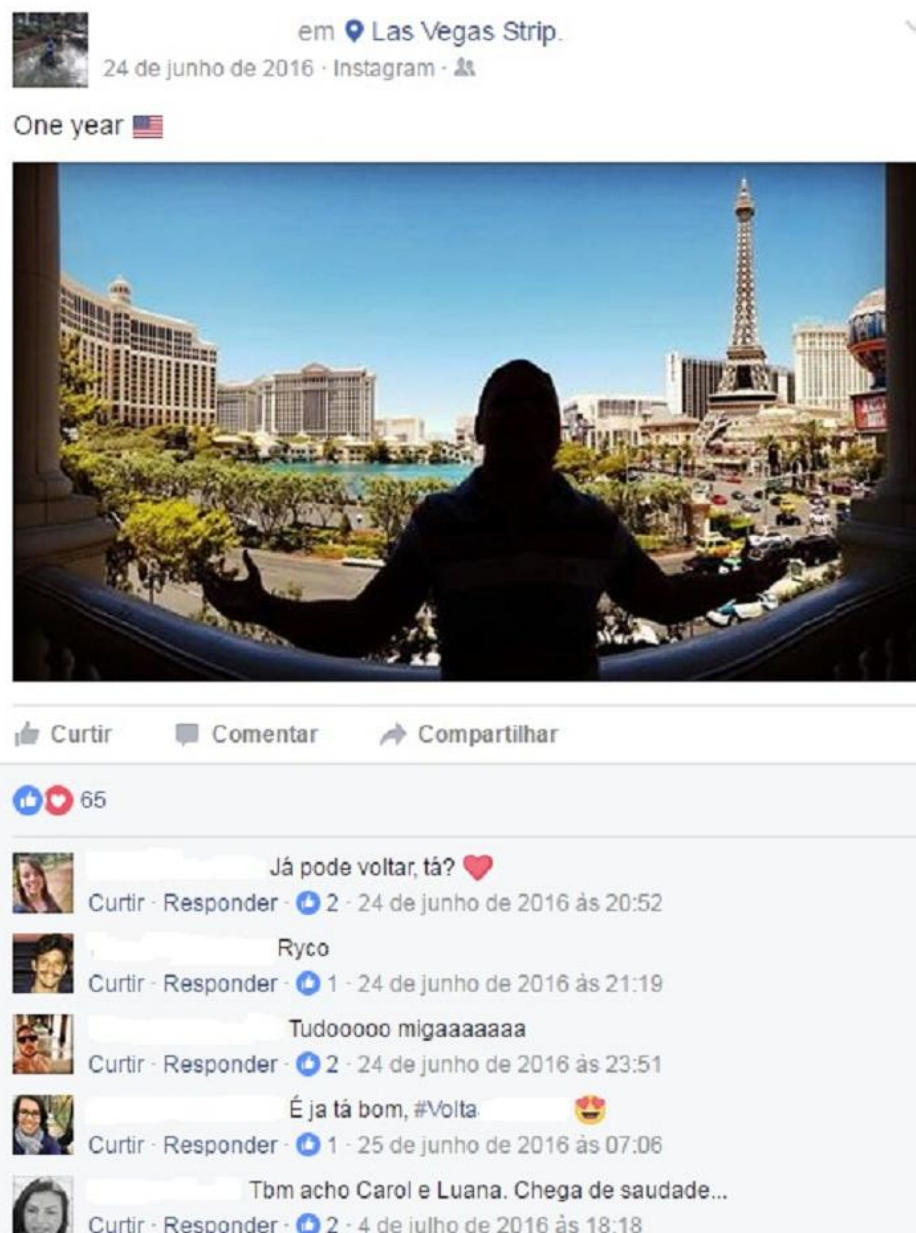 em Las Vegas Strip.
24 de junho de 2016 · Instagram ·
One year 🇺🇸
Curtir Comentar Compartilhar
65
Já pode voltar, tá? ❤
Curtir · Responder · 2 · 24 de junho de 2016 às 20:52
Ryco
Curtir · Responder · 1 · 24 de junho de 2016 às 21:19
Tudooooo migaaaaaaa
Curtir · Responder · 2 · 24 de junho de 2016 às 23:51
É ja tá bom, #Volta 😍
Curtir · Responder · 1 · 25 de junho de 2016 às 07:06
Tbm acho Carol e Luana. Chega de saudade...
Curtir · Responder · 2 · 4 de julho de 2016 às 18:18